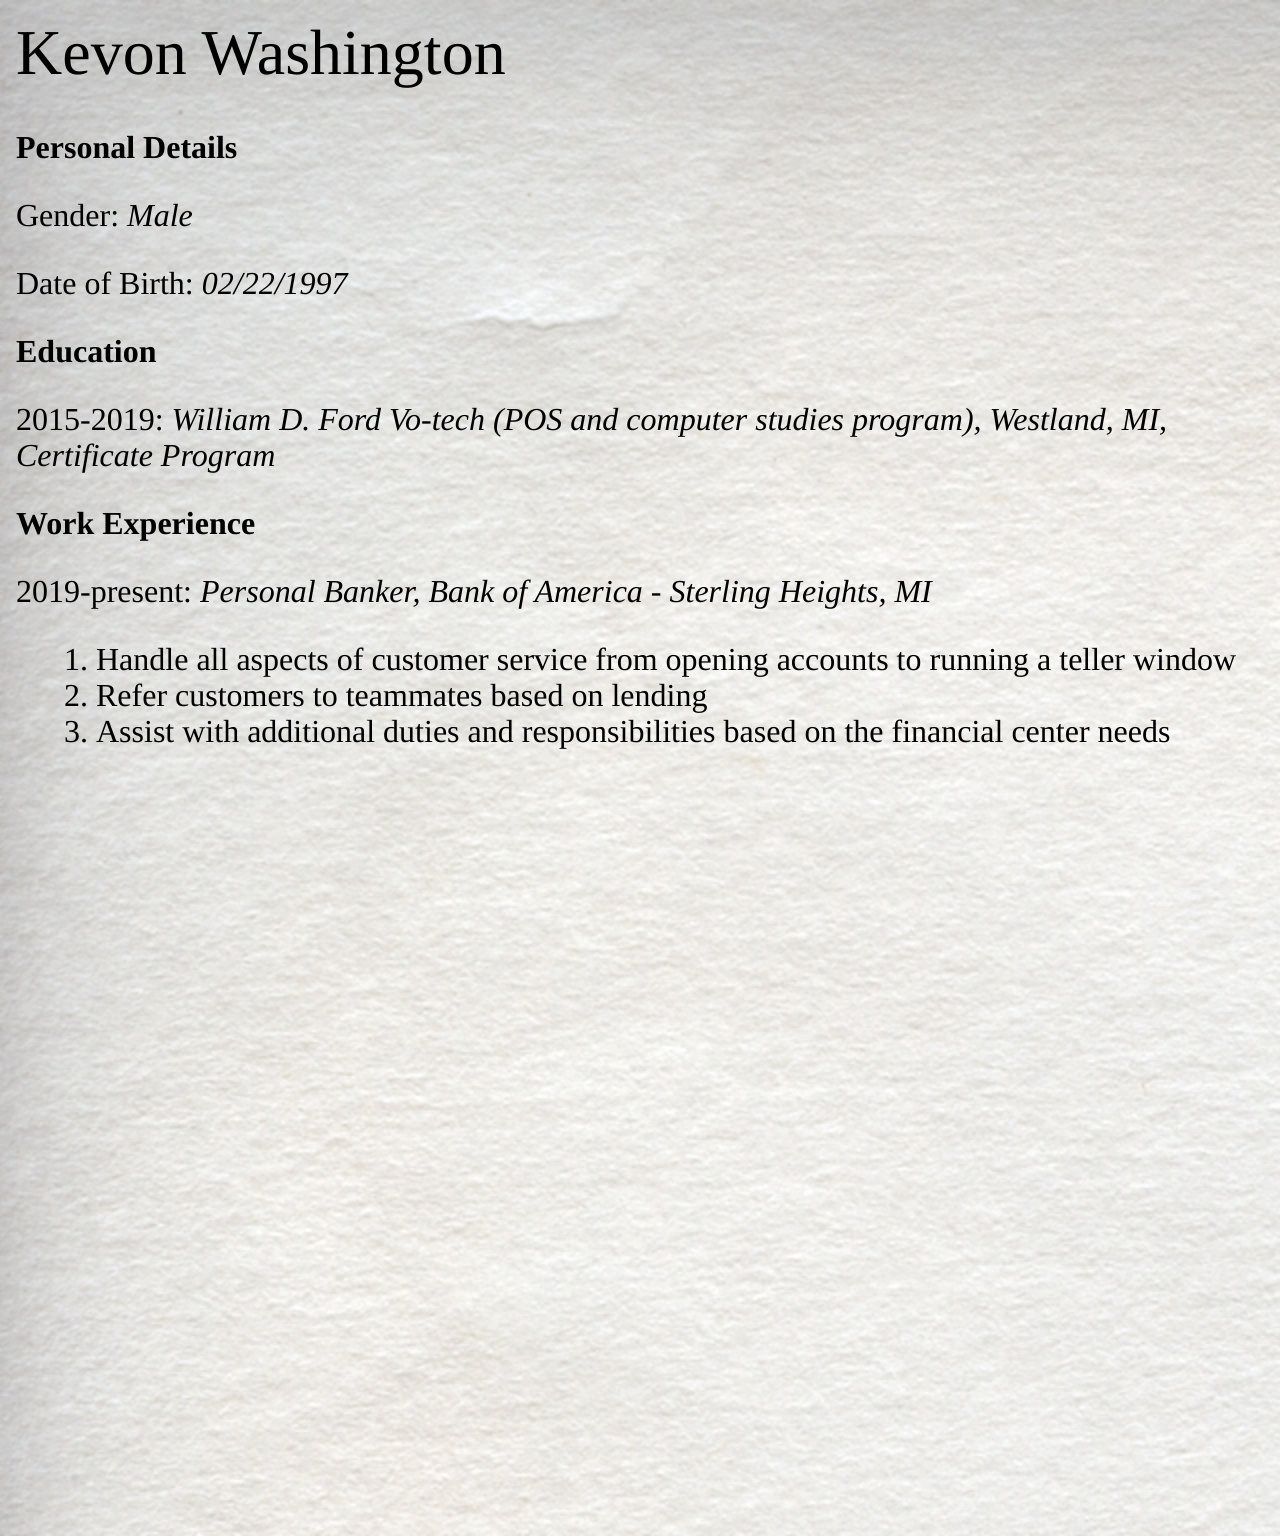 Kevon Washington
Personal Details
Gender: Male
Date of Birth: 02/22/1997
Education
2015-2019: William D. Ford Vo-tech (POS and computer studies program), Westland, MI,
Certificate Program
Work Experience
2019-present: Personal Banker, Bank of America - Sterling Heights, MI
1. Handle all aspects of customer service from opening accounts to running a teller window
2. Refer customers to teammates based on lending
3. Assist with additional duties and responsibilities based on the financial center needs